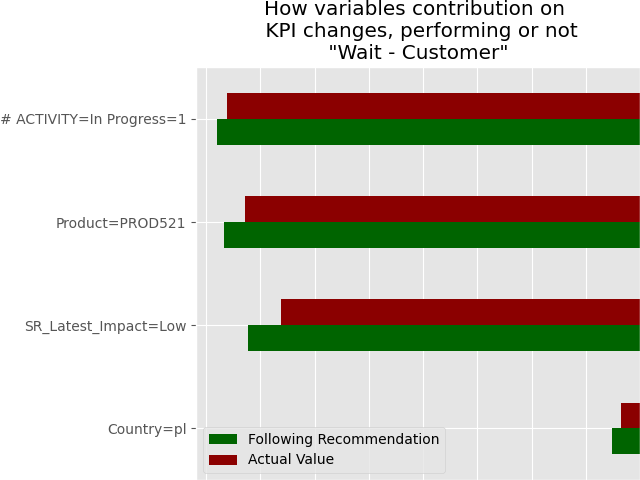 How variables contribution on
KPI changes, performing or not
"Wait - Customer"
# ACTIVITY=In Progress=1
Product=PROD521
SR_Latest_Impact=Low
Country=pl
Following Recommendation
Actual Value